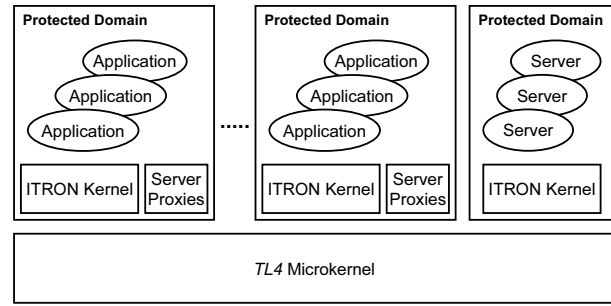 Protected Domain
Application
Application
Application
ITRON Kernel
Server
Proxies
.....
Protected Domain
Application
Application
Application
ITRON Kernel
Server
Proxies
Protected Domain
Server
Server
Server
ITRON Kernel
TL4 Microkernel